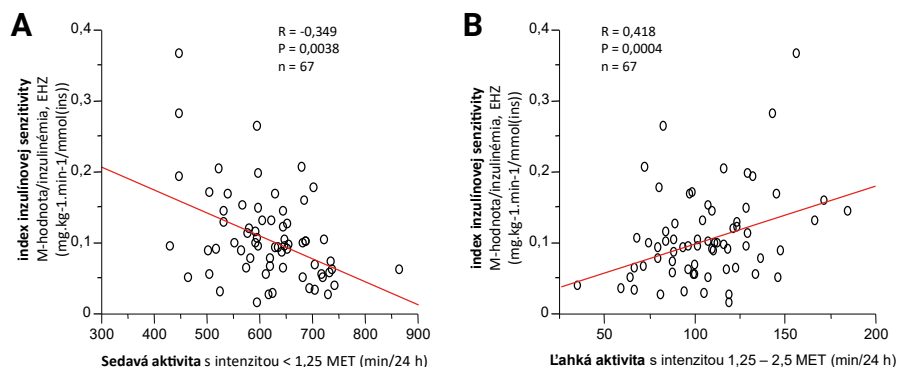 A
R = -0,349
P = 0,0038
n = 67
index inzulínovej senzitivity
M-hodnota/inzulinémia, EHZ
(mg.kg-1.min-1/mmol(ins))
0,4
0,3
0,2
0,1
0
300
400
500
600
700
800
900
Sedavá aktivita s intenzitou < 1,25 MET (min/24 h)
B
R = 0,418
P = 0,0004
n = 67
index inzulínovej senzitivity
M-hodnota/inzulinémia, EHZ
(mg.kg-1.min-1/mmol(ins))
0,4
0,3
0,2
0,1
0
50
100
150
200
Ľahká aktivita s intenzitou 1,25 – 2,5 MET (min/24 h)